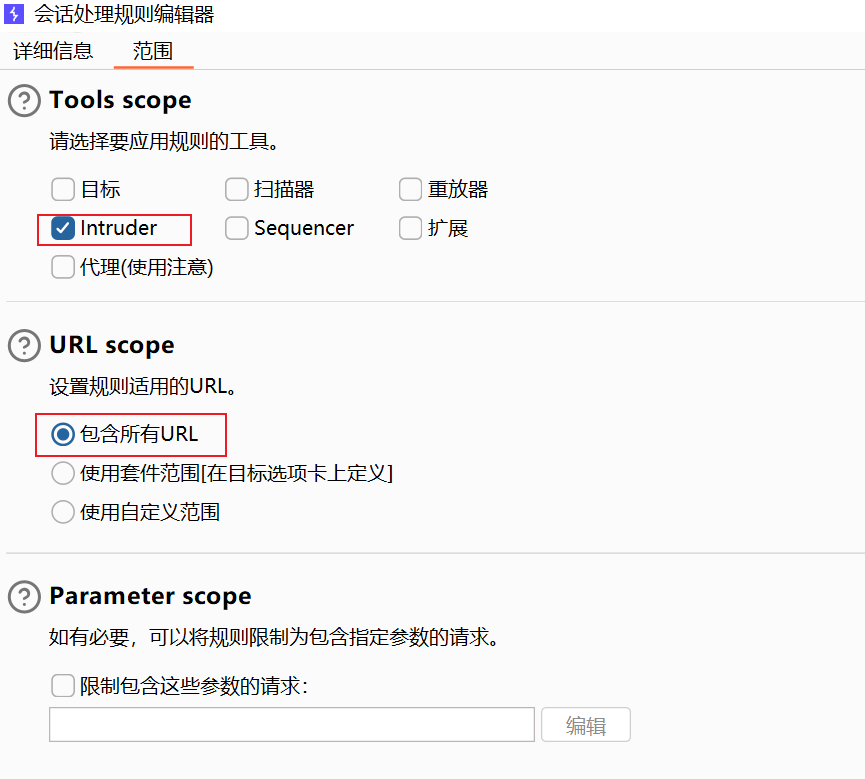 会话处理规则编辑器
详细信息 范围
Tools scope
请选择要应用规则的工具。
目标 扫描器 重放器
Intruder Sequencer 扩展
代理(使用注意)
URL scope
设置规则适用的URL。
包含所有URL
使用套件范围[在目标选项卡上定义]
使用自定义范围
Parameter scope
如有必要，可以将规则限制为包含指定参数的请求。
限制包含这些参数的请求:
编辑